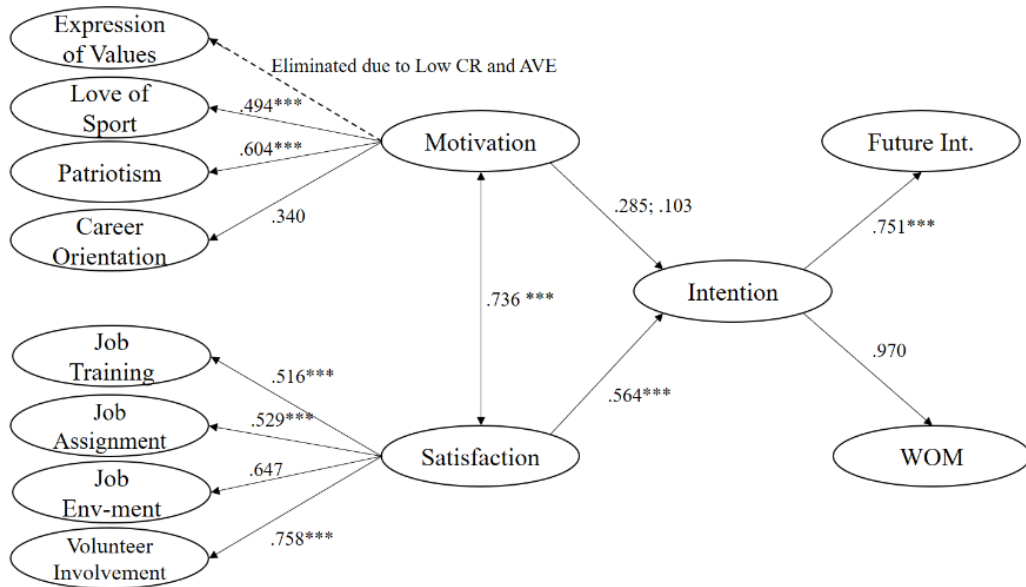 Expression
of Values
Eliminated due to Low CR and AVE
Love of
Sport
.494***
Motivation
Future Int.
Patriotism
.604***
Career
Orientation
.340
.285; .103
.751***
.736 ***
Intention
Job
Training
.516***
.970
.564***
Job
Assignment
.529***
Satisfaction
WOM
Job
Env-ment
.647
Volunteer
Involvement
.758***